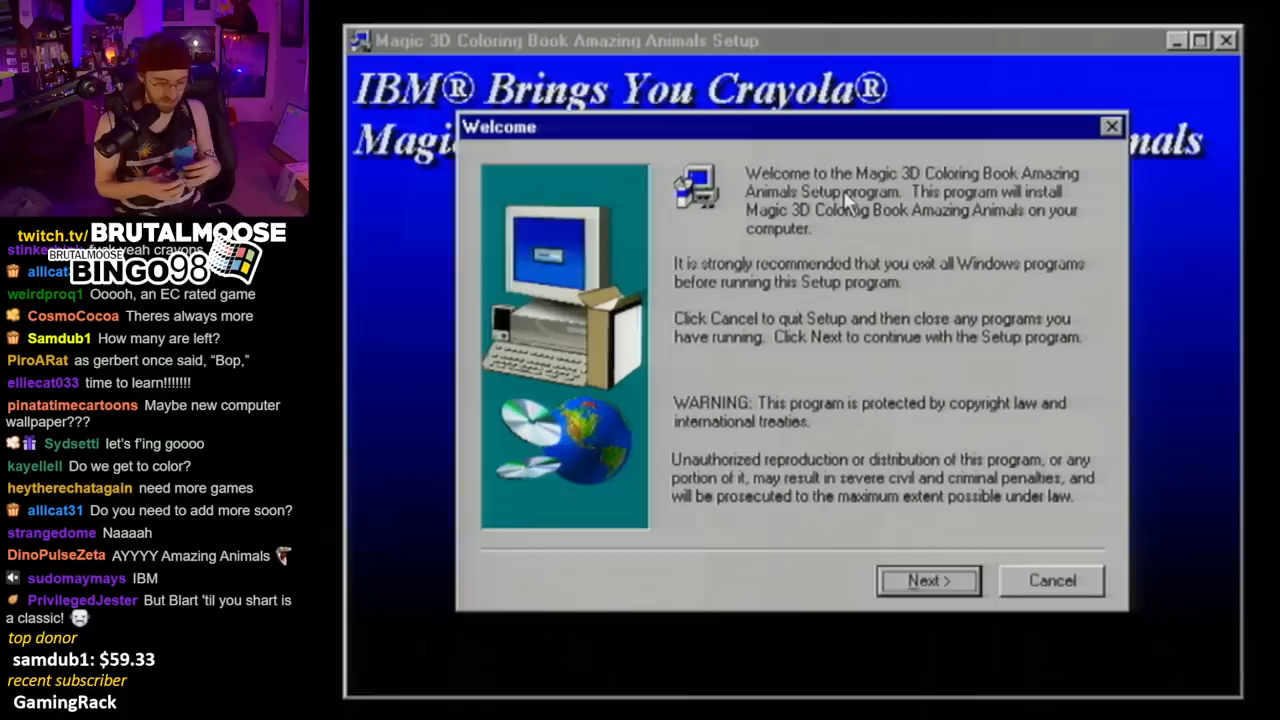 Magic 3D Coloring Book Amazing Animals Setup
IBM® Brings You Crayola®
Magi
nals
Welcome
Welcome to the Magic 3D Coloring Book Amazing
Animals Setup program. This program will install
Magic 3D Coloring Book Amazing Animals on your
computer.
It is strongly recommended that you exit all Windows programs
before running this Setup program.
Click Cancel to quit Setup and then close any programs you
have running. Click Next to continue with the Setup program.
WARNING: This program is protected by copyright law and
international treaties.
Unauthorized reproduction or distribution of this program, or any
portion of it, may result in severe civil and criminal penalties, and
will be prosecuted to the maximum extent possible under law.
Next >
Cancel
twitch.tv/BRUTALMOOSE
yeah crayons
BRUTALMOOSE
BINGO98
allicat
weirdproq1 Ooooh, an EC rated game
CosmoCocoa Theres always more
Samdub1 How many are left?
PiroARat as gerbert once said, “Bop,”
elliecat033 time to learn!!!!!!!
pinatatimecartoons Maybe new computer
wallpaper???
Sydsetti let's f'ing goooo
kayellell Do we get to color?
heytherechatagain need more games
allicat31 Do you need to add more soon?
strangedome Naaaah
DinoPulseZeta AYYYY Amazing Animals
sudomaymays IBM
PrivilegedJester But Blart 'til you shart is
a classic!
top donor
samdub1: $59.33
recent subscriber
GamingRack